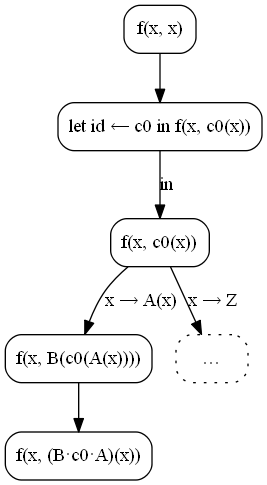 f(x, x)
let id ← c0 in f(x, c0(x))
in
f(x, c0(x))
x → A(x)
x → Z
f(x, B(c0(A(x))))
...
f(x, (B·c0·A)(x))